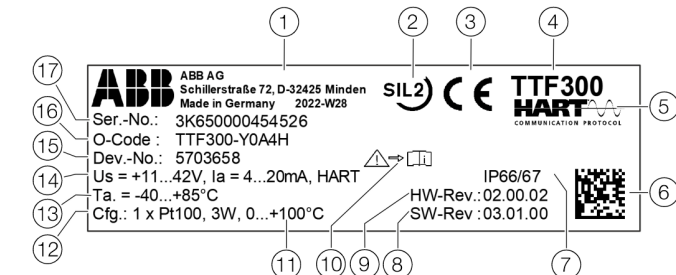 1
2
3
4
17
ABB
ABB AG
Schillerstraße 72, D-32425 Minden
Made in Germany 2022-W28
SIL2
CE
TTF300
HART
COMMUNICATION PROTOCOL
5
Ser.-No.: 3K650000454526
16
O-Code : TTF300-Y0A4H
15
Dev.-No.: 5703658
i
14
Us = +11...42V, Ia = 4...20mA, HART
IP66/67
6
13
Ta. = -40...+85°C
HW-Rev.: 02.00.02
12
Cfg.: 1 x Pt100, 3W, 0...+100°C
SW-Rev : 03.01.00
11
10
9
8
7